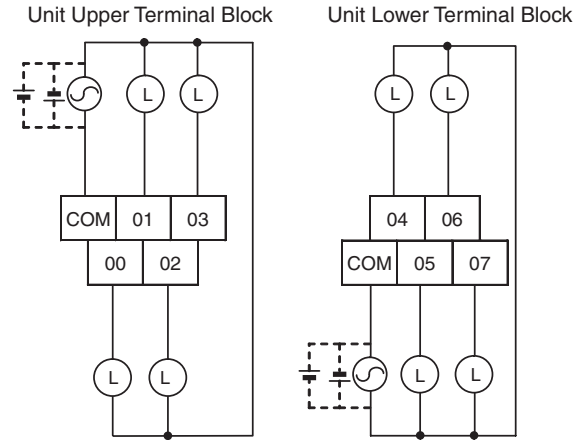 Unit Upper Terminal Block
Unit Lower Terminal Block
L L
COM 01 03
00 02
L L
L L
04 06
COM 05 07
L L